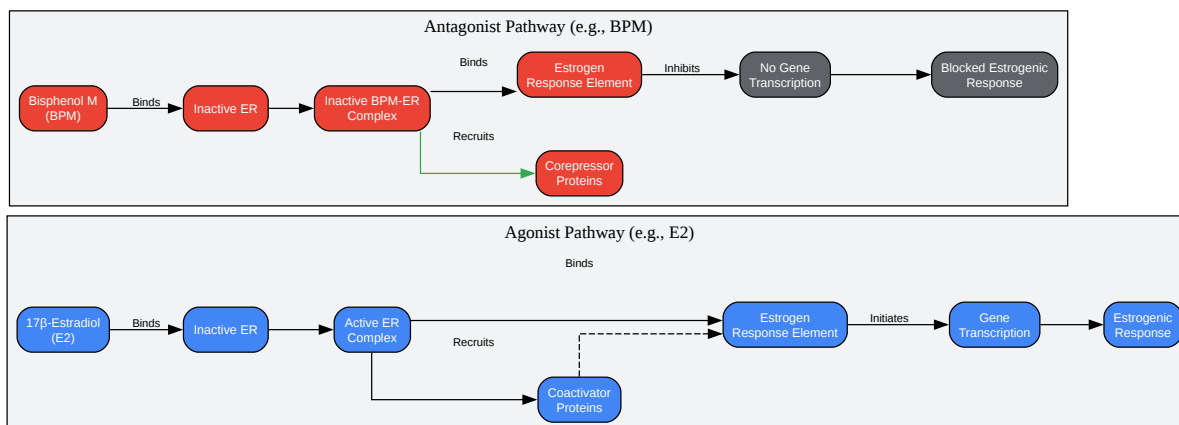 Antagonist Pathway (e.g., BPM)
Binds
Estrogen
Response Element
Inhibits
No Gene
Transcription
Blocked Estrogenic
Response
Bisphenol M
(BPM)
Binds
Inactive ER
Inactive BPM-ER
Complex
Recruits
Corepressor
Proteins
Agonist Pathway (e.g., E2)
Binds
17β-Estradiol
(E2)
Binds
Inactive ER
Active ER
Complex
Estrogen
Response Element
Initiates
Gene
Transcription
Estrogenic
Response
Recruits
Coactivator
Proteins